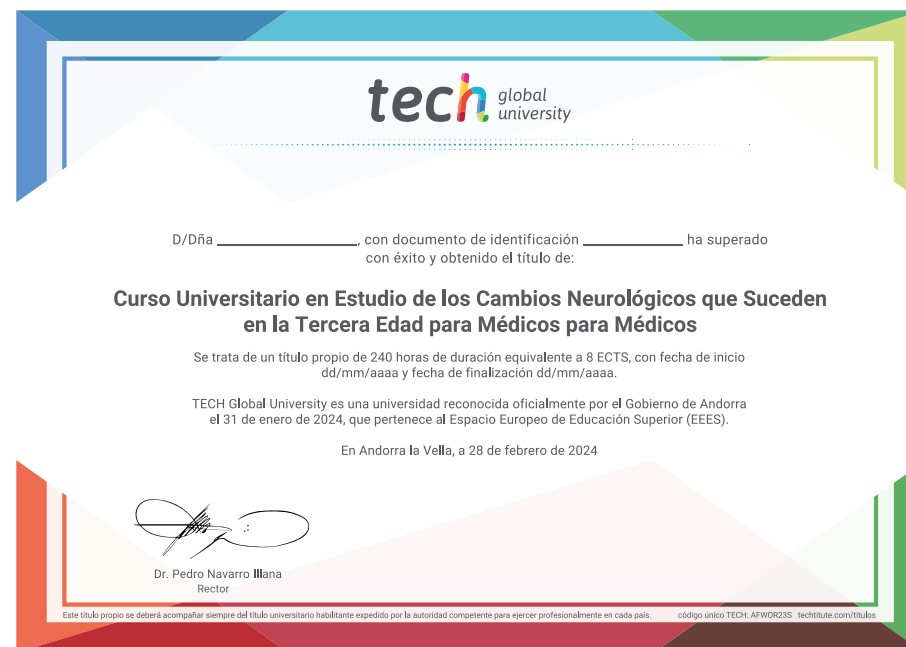 tech global university
D/Dña ____________________, con documento de identificación ______________ ha superado
con éxito y obtenido el título de:
Curso Universitario en Estudio de los Cambios Neurológicos que Suceden
en la Tercera Edad para Médicos para Médicos
Se trata de un título propio de 240 horas de duración equivalente a 8 ECTS, con fecha de inicio
dd/mm/aaaa y fecha de finalización dd/mm/aaaa.
TECH Global University es una universidad reconocida oficialmente por el Gobierno de Andorra
el 31 de enero de 2024, que pertenece al Espacio Europeo de Educación Superior (EEES).
En Andorra la Vella, a 28 de febrero de 2024
Dr. Pedro Navarro Illana
Rector
Este título propio se deberá acompañar siempre del título universitario habilitante expedido por la autoridad competente para ejercer profesionalmente en cada país. código único TECH: AFWOR23S techtitute.com/titulos